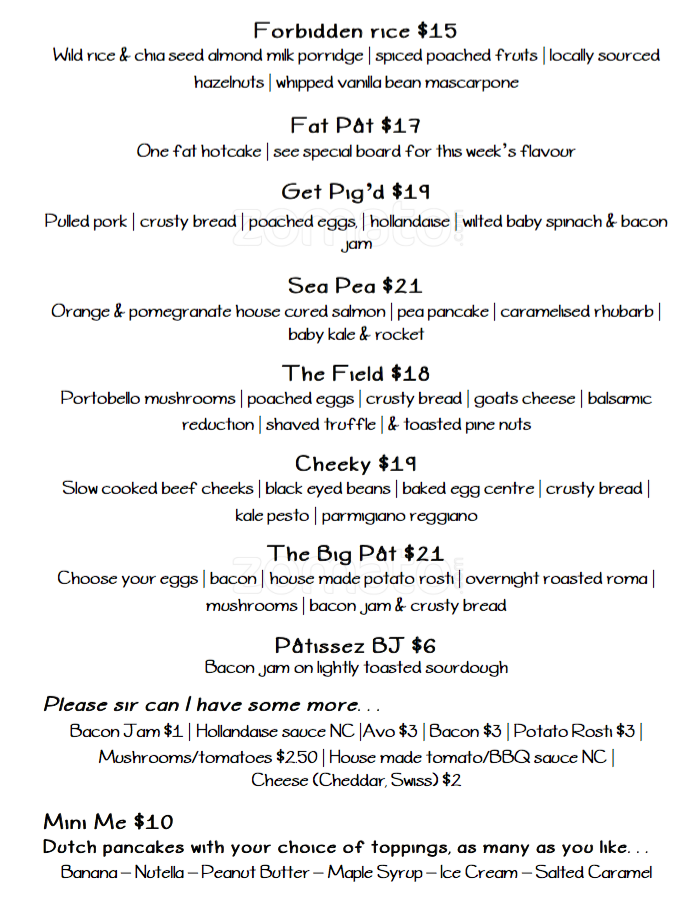 Forbidden rice $15
Wild rice & chia seed almond milk porridge | spiced poached fruits | locally sourced
hazelnuts | whipped vanilla bean mascarpone
Fat Pât $17
One fat hotcake | see special board for this week's flavour
Get Pig'd $19
Pulled pork | crusty bread | poached eggs, | hollandaise | wilted baby spinach & bacon
jam
zomato
Sea Pea $21
Orange & pomegranate house cured salmon | pea pancake | caramelised rhubarb |
baby kale & rocket
The Field $18
Portobello mushrooms | poached eggs | crusty bread | goats cheese | balsamic
reduction | shaved truffle | & toasted pine nuts
Cheeky $19
Slow cooked beef cheeks | black eyed beans | baked egg centre | crusty bread |
kale pesto | parmigiano reggiano
The Big Pât $21
Choose your eggs | bacon | house made potato rosti | overnight roasted roma |
mushrooms | bacon jam & crusty bread
zomato
Pâtissez BJ $6
Bacon jam on lightly toasted sourdough
Please sir can I have some more...
Bacon Jam $1 | Hollandaise sauce NC |Avo $3 | Bacon $3 | Potato Rosti $3 |
Mushrooms/tomatoes $2.50 | House made tomato/BBQ sauce NC |
Cheese (Cheddar, Swiss) $2
Mini Me $10
Dutch pancakes with your choice of toppings, as many as you like...
Banana – Nutella – Peanut Butter – Maple Syrup – Ice Cream – Salted Caramel